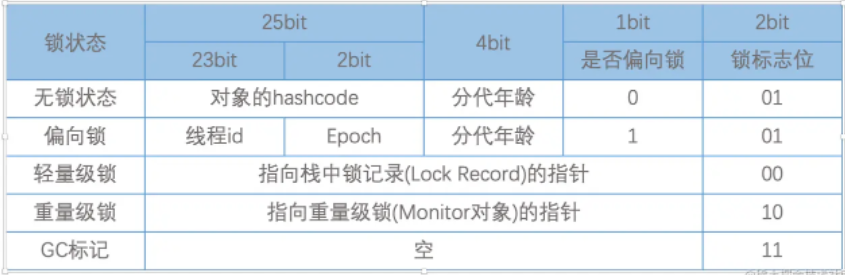 锁状态 25bit 4bit 1bit 2bit
23bit 2bit 是否偏向锁 锁标志位
无锁状态 对象的hashcode 分代年龄 0 01
偏向锁 线程id Epoch 分代年龄 1 01
轻量级锁 指向栈中锁记录(Lock Record)的指针 00
重量级锁 指向重量级锁(Monitor对象)的指针 10
GC标记 空 11